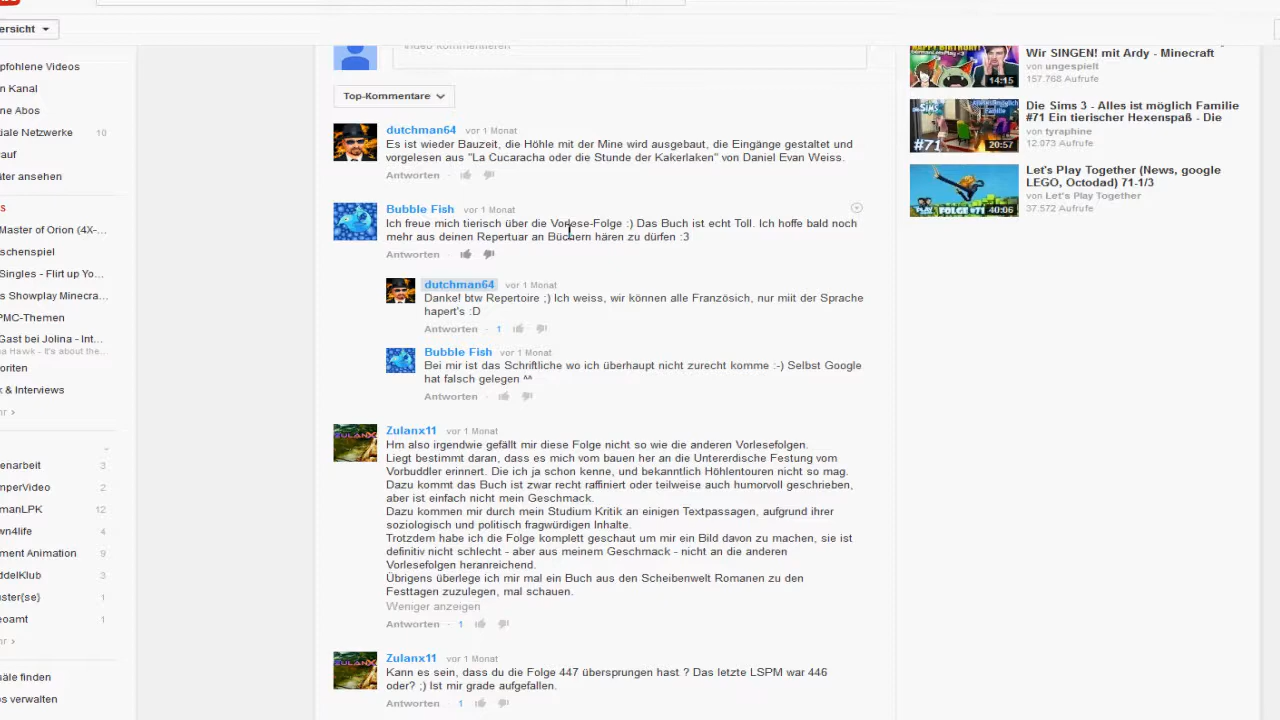 ersicht
pfohlene Videos
n Kanal
ne Abos
iale Netzwerke 10
auf
äter ansehen
s
Master of Orion (4X-...
schenspiel
Singles - Flirt up Yo...
s Showplay Minecra...
PMC-Themen
Gast bei Jolina - Int...
a Hawk - It's about the...
oriten
k & Interviews
hr ›
enarbeit 3
mperVideo 2
manLPK 12
wn4life 4
ment Animation 9
ddelKlub 3
uster{se} 1
eoamt 1
hr ›
äle finden
s verwalten
Video kommentieren
Top-Kommentare
dutchman64 vor 1 Monat
Es ist wieder Bauzeit, die Höhle mit der Mine wird ausgebaut, die Eingänge gestaltet und
vorgelesen aus "La Cucaracha oder die Stunde der Kakerlaken" von Daniel Evan Weiss.
Antworten ·
Bubble Fish vor 1 Monat
Ich freue mich tierisch über die Vorlese-Folge :) Das Buch ist echt Toll. Ich hoffe bald noch
mehr aus deinen Repertuar an Büchern hären zu dürfen :3
Antworten ·
dutchman64 vor 1 Monat
Danke! btw Repertoire ;) Ich weiss, wir können alle Französich, nur miit der Sprache
hapert's :D
Antworten · 1
Bubble Fish vor 1 Monat
Bei mir ist das Schriftliche wo ich überhaupt nicht zurecht komme :-) Selbst Google
hat falsch gelegen ^^
Antworten ·
Zulanx11 vor 1 Monat
Hm also irgendwie gefällt mir diese Folge nicht so wie die anderen Vorlesefolgen.
Liegt bestimmt daran, dass es mich vom bauen her an die Untererdische Festung vom
Vorbuddler erinnert. Die ich ja schon kenne, und bekanntlich Höhlentouren nicht so mag.
Dazu kommt das Buch ist zwar recht raffiniert oder teilweise auch humorvoll geschrieben,
aber ist einfach nicht mein Geschmack.
Dazu kommen mir durch mein Studium Kritik an einigen Textpassagen, aufgrund ihrer
soziologisch und politisch fragwürdigen Inhalte.
Trotzdem habe ich die Folge komplett geschaut um mir ein Bild davon zu machen, sie ist
definitiv nicht schlecht - aber aus meinem Geschmack - nicht an die anderen
Vorlesefolgen heranreichend.
Übrigens überlege ich mir mal ein Buch aus den Scheibenwelt Romanen zu den
Festtagen zuzulegen, mal schauen.
Weniger anzeigen
Antworten · 1
Zulanx11 vor 1 Monat
Kann es sein, dass du die Folge 447 übersprungen hast ? Das letzte LSPM war 446
oder? ;) Ist mir grade aufgefallen.
Antworten · 1
14:15
Wir SINGEN! mit Ardy - Minecraft
von ungespielt
157.768 Aufrufe
#71
20:57
Die Sims 3 - Alles ist möglich Familie
#71 Ein tierischer Hexenspaß - Die
von tyraphine
12.073 Aufrufe
40:06
Let's Play Together (News, google
LEGO, Octodad) 71-1/3
von Let's Play Together
37.572 Aufrufe